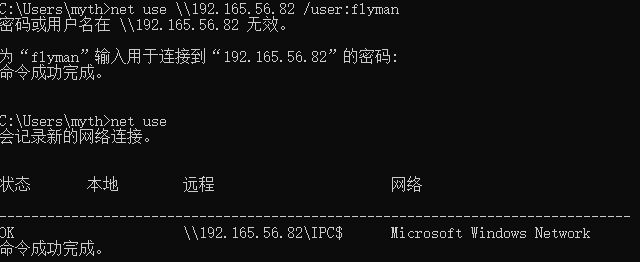 C:\Users\myth>net use \\192.165.56.82 /user:flyman
密码或用户名在 \\192.165.56.82 无效。
为“flyman”输入用于连接到“192.165.56.82”的密码:
命令成功完成。
C:\Users\myth>net use
会记录新的网络连接。
状态 本地 远程 网络
-------------------------------------------------------------------------------
OK \\192.165.56.82\IPC$ Microsoft Windows Network
命令成功完成。